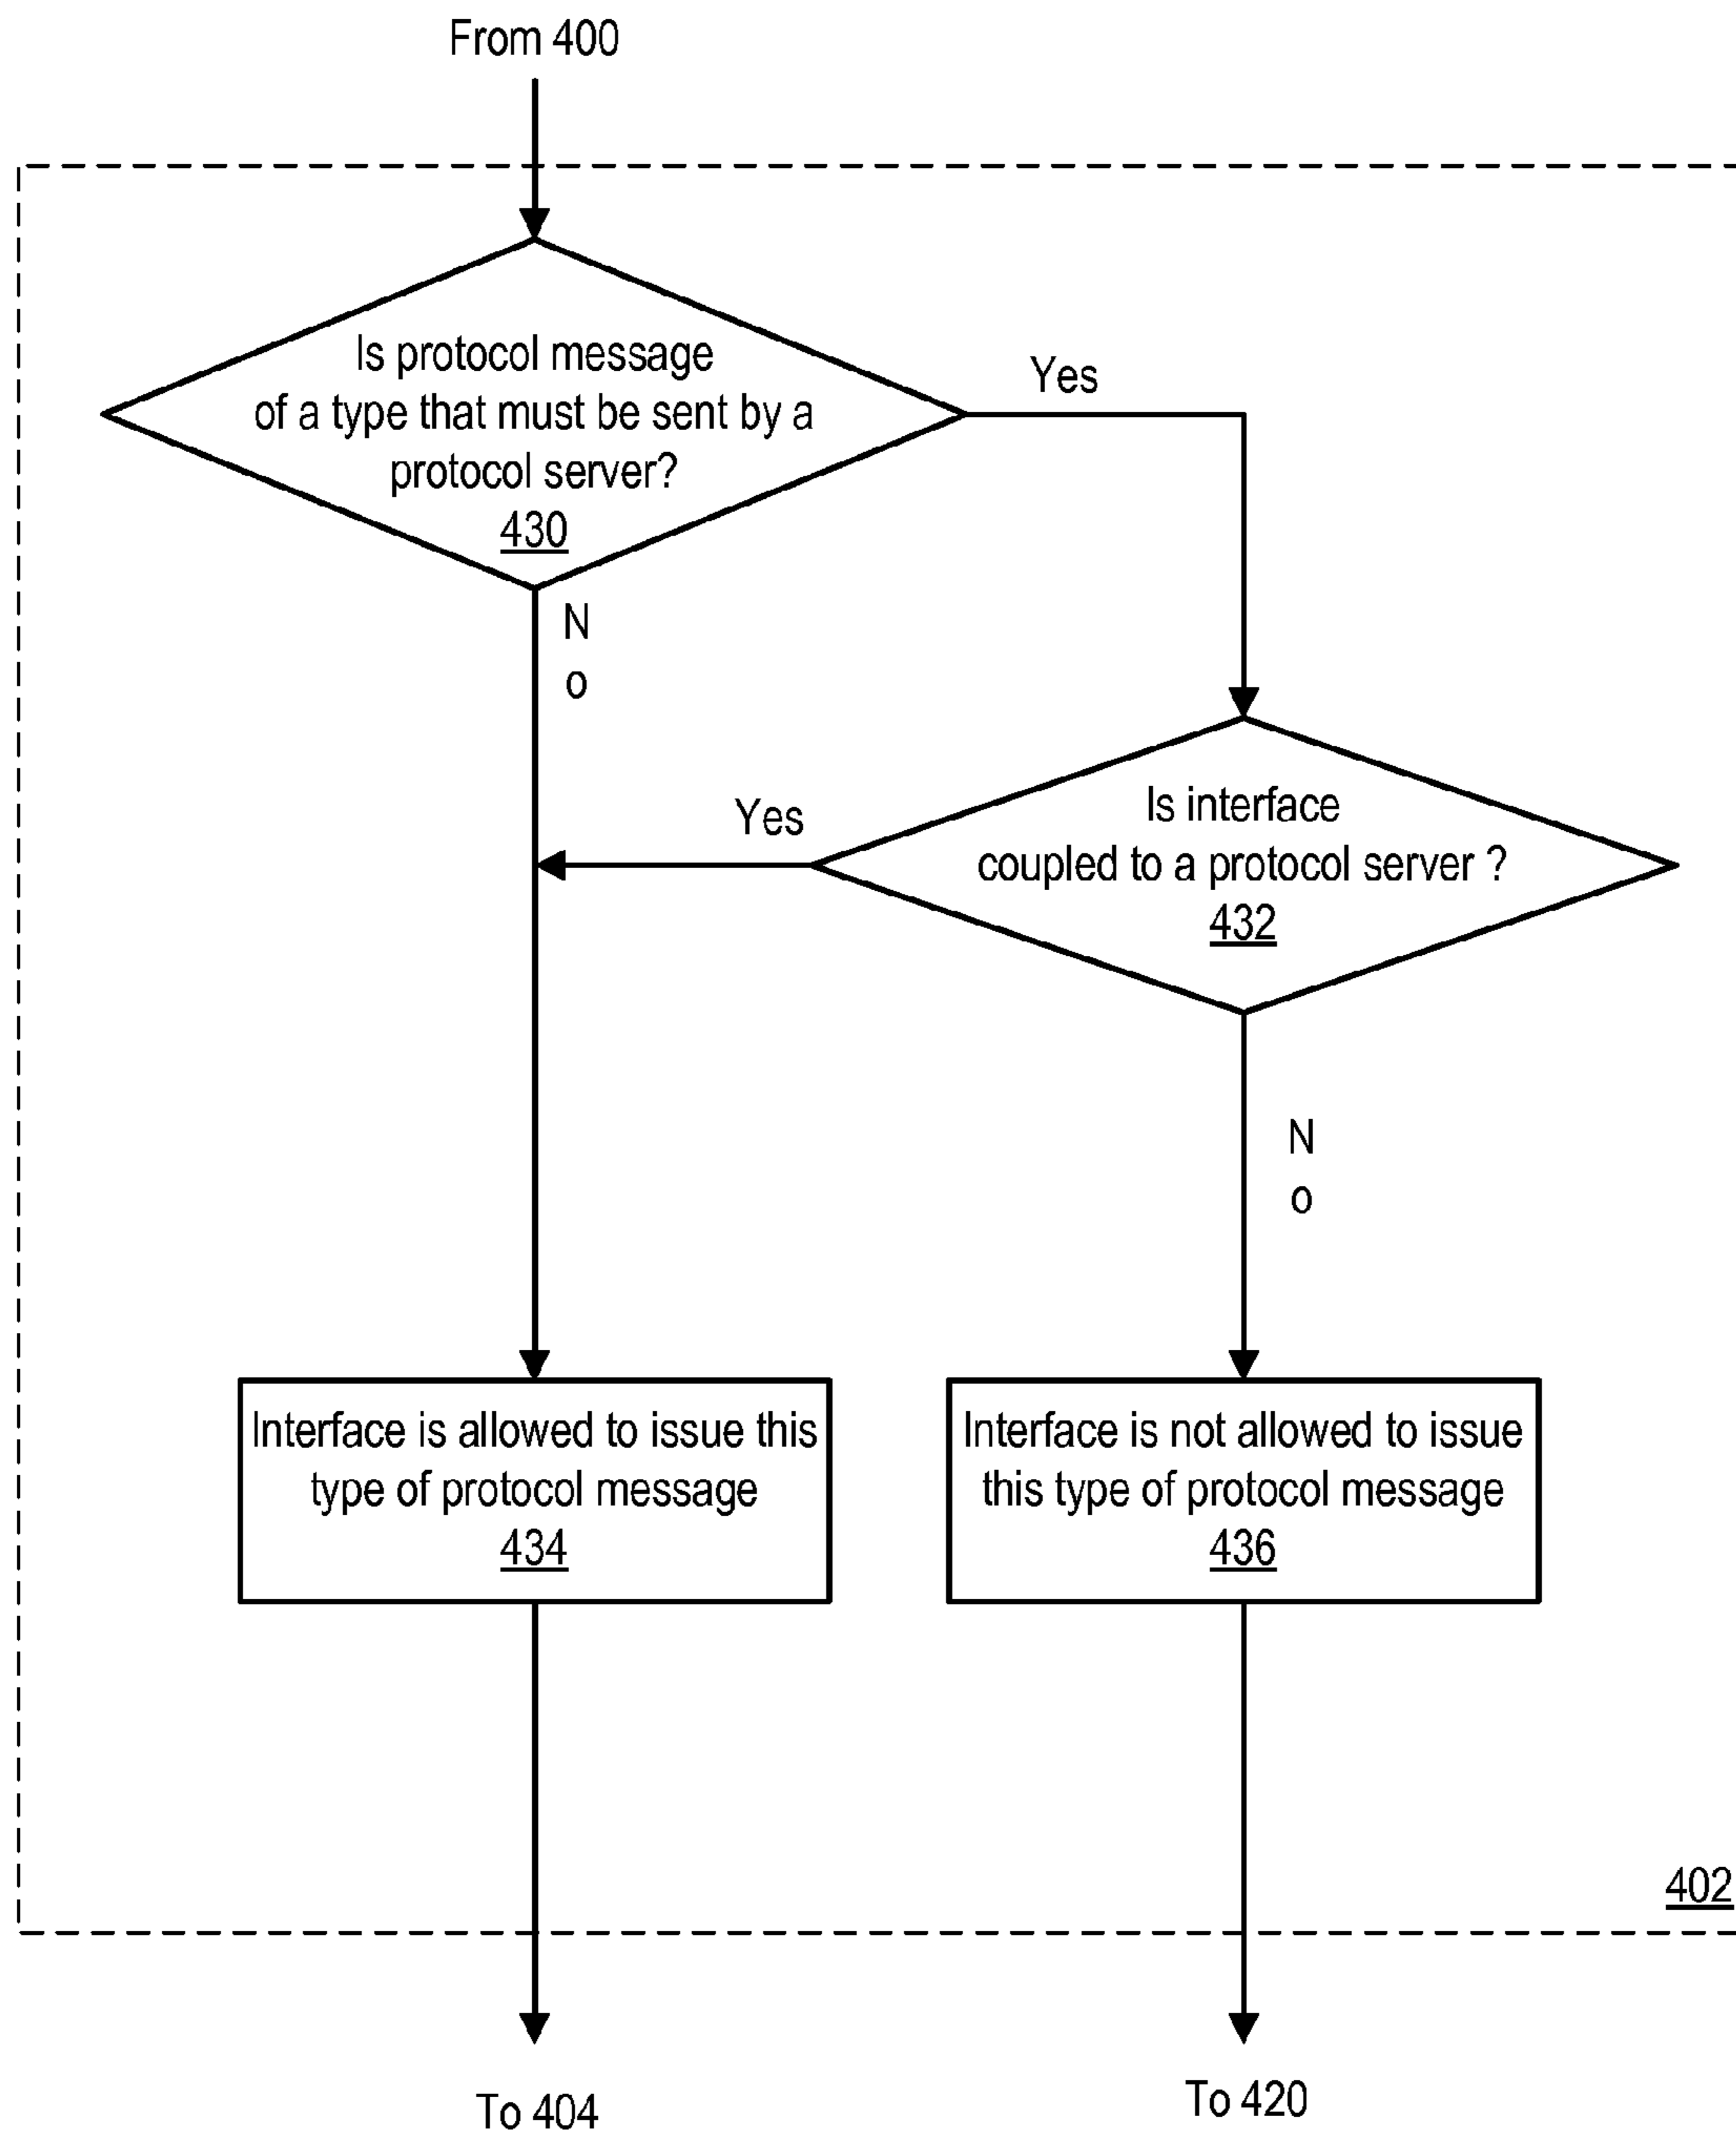 From 400
Is protocol message
of a type that must be sent by a
protocol server?
430
Yes
N
o
Is interface
coupled to a protocol server ?
432
Yes
N
o
Interface is allowed to issue this
type of protocol message
434
Interface is not allowed to issue
this type of protocol message
436
402
To 404
To 420